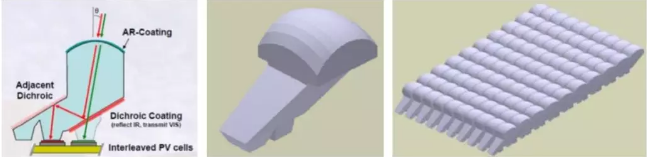 θ
AR-Coating
Adjacent
Dichroic
Dichroic Coating
(reflect IR, transmit VIS)
Interleaved PV cells